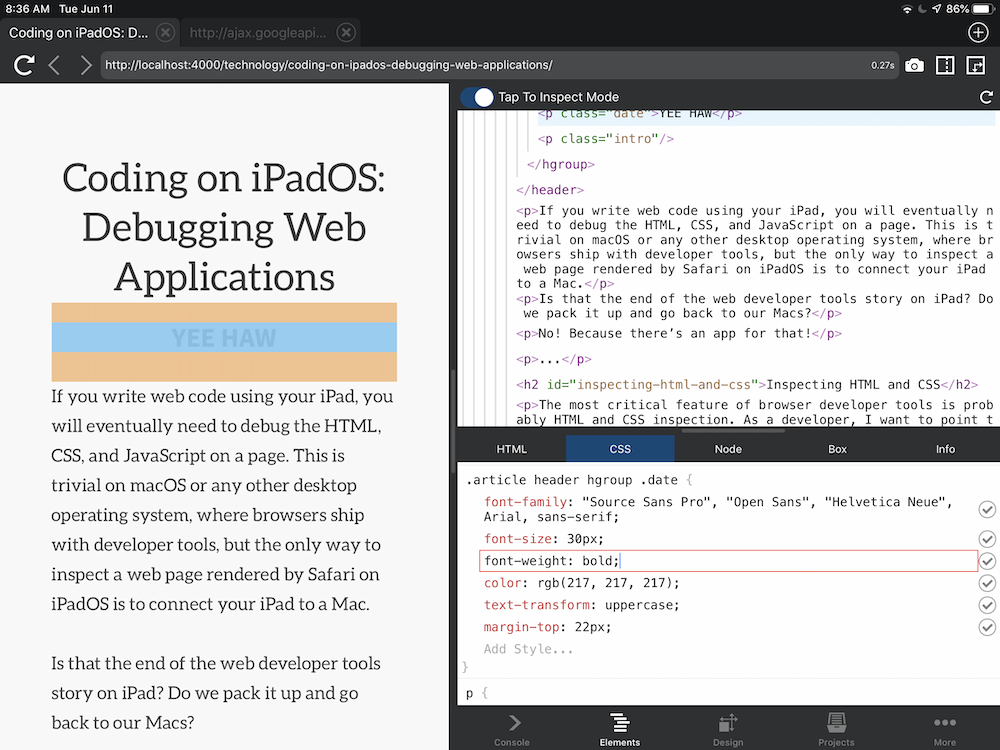 8:36 AM Tue Jun 11
86%
Coding on iPadOS: D...
http://ajax.googleapi...
http://localhost:4000/technology/coding-on-ipados-debugging-web-applications/
0.27s
Coding on iPadOS:
Debugging Web
Applications
YEE HAW
If you write web code using your iPad, you
will eventually need to debug the HTML,
CSS, and JavaScript on a page. This is
trivial on macOS or any other desktop
operating system, where browsers ship
with developer tools, but the only way to
inspect a web page rendered by Safari on
iPadOS is to connect your iPad to a Mac.
Is that the end of the web developer tools
story on iPad? Do we pack it up and go
back to our Macs?
Tap To Inspect Mode
<p class="date">YEE HAW</p>
<p class="intro"/>
</hgroup>
</header>
<p>If you write web code using your iPad, you will eventually n
eed to debug the HTML, CSS, and JavaScript on a page. This is t
rivial on macOS or any other desktop operating system, where br
owsers ship with developer tools, but the only way to inspect a
web page rendered by Safari on iPadOS is to connect your iPad
to a Mac.</p>
<p>Is that the end of the web developer tools story on iPad? Do
we pack it up and go back to our Macs?</p>
<p>No! Because there’s an app for that!</p>
<p>...</p>
<h2 id="inspecting-html-and-css">Inspecting HTML and CSS</h2>
<p>The most critical feature of browser developer tools is prob
ably HTML and CSS inspection. As a developer, I want to point t
HTML
CSS
Node
Box
Info
.article header hgroup .date {
font-family: "Source Sans Pro", "Open Sans", "Helvetica Neue",
Arial, sans-serif;
font-size: 30px;
font-weight: bold;
color: rgb(217, 217, 217);
text-transform: uppercase;
margin-top: 22px;
Add Style...
}
p {
Console
Elements
Design
Projects
More